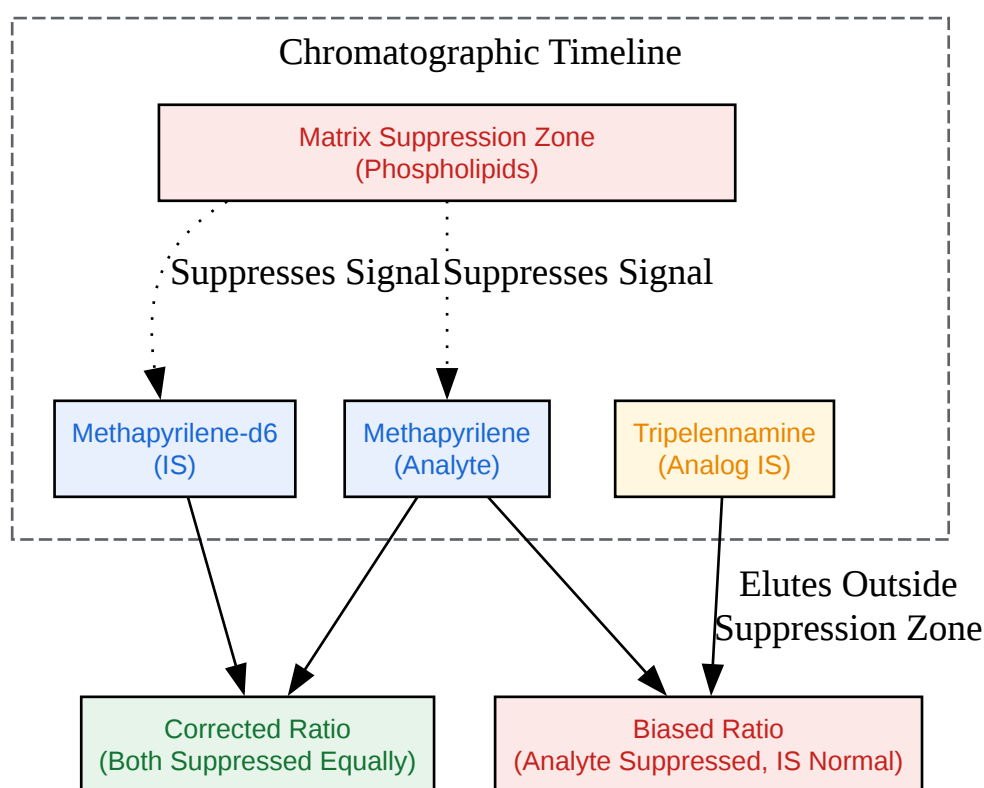 Chromatographic Timeline
Matrix Suppression Zone
(Phospholipids)
Suppresses Signal
Suppresses Signal
Methapyrilene-d6
(IS)
Methapyrilene
(Analyte)
Tripelennamine
(Analog IS)
Elutes Outside
Suppression Zone
Corrected Ratio
(Both Suppressed Equally)
Biased Ratio
(Analyte Suppressed, IS Normal)